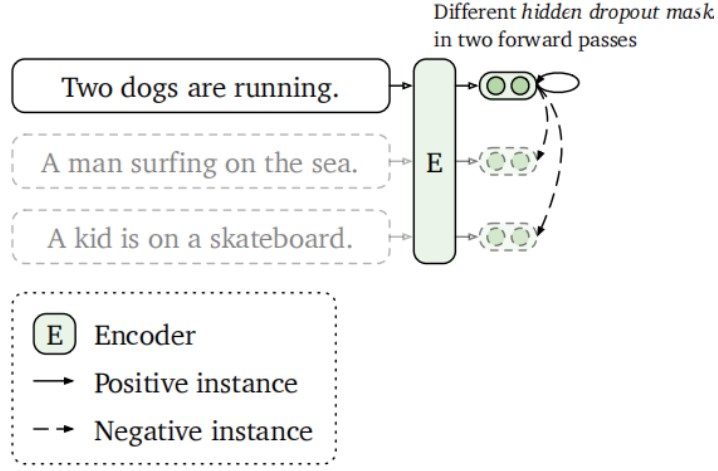 Different hidden dropout mask
in two forward passes
Two dogs are running.
A man surfing on the sea.
E
A kid is on a skateboard.
E Encoder
Positive instance
Negative instance